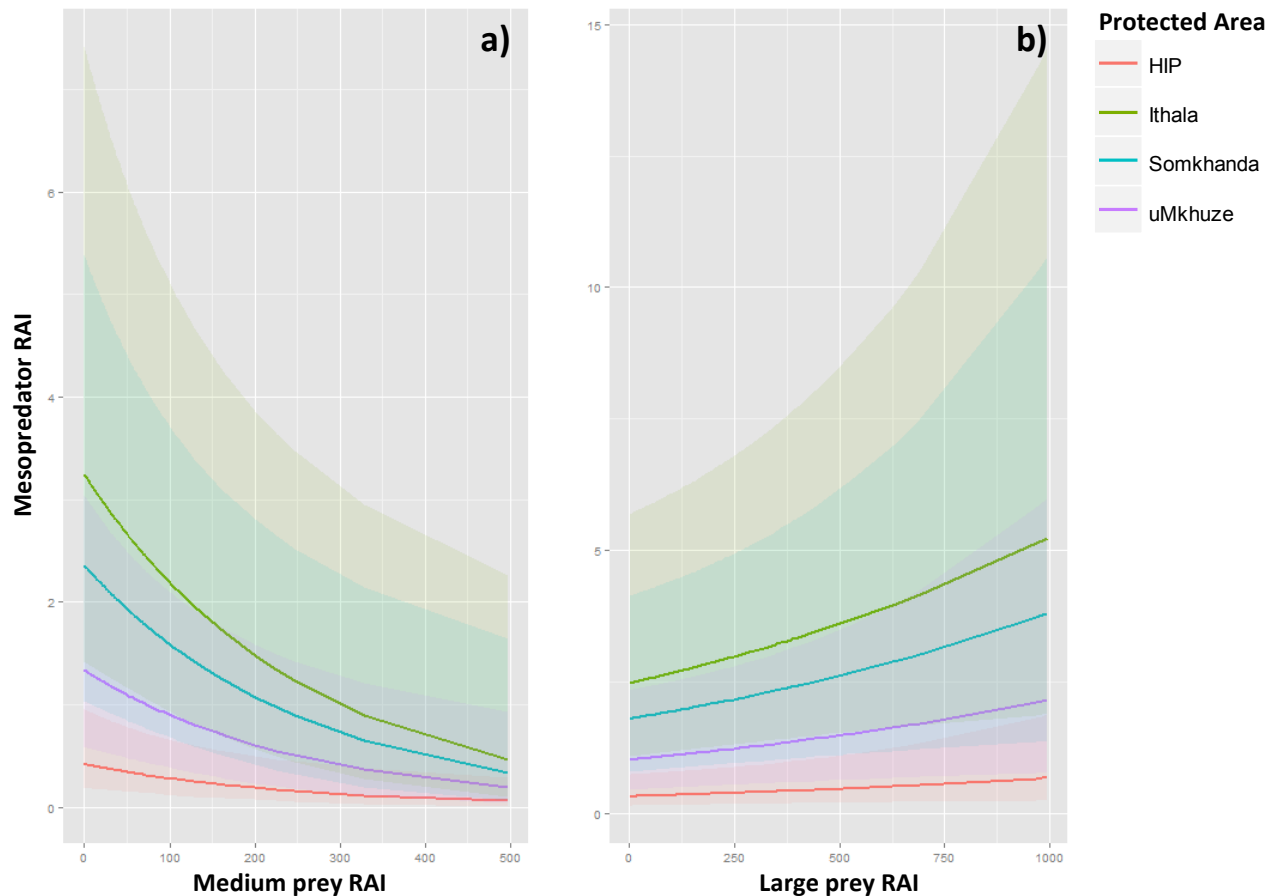 a)
b)
Protected Area
HIP
Ithala
Somkhanda
uMkhuze
Mesopredator RAI
6
4
2
0
0 100 200 300 400 500
Medium prey RAI
15
10
5
0
0 250 500 750 1000
Large prey RAI